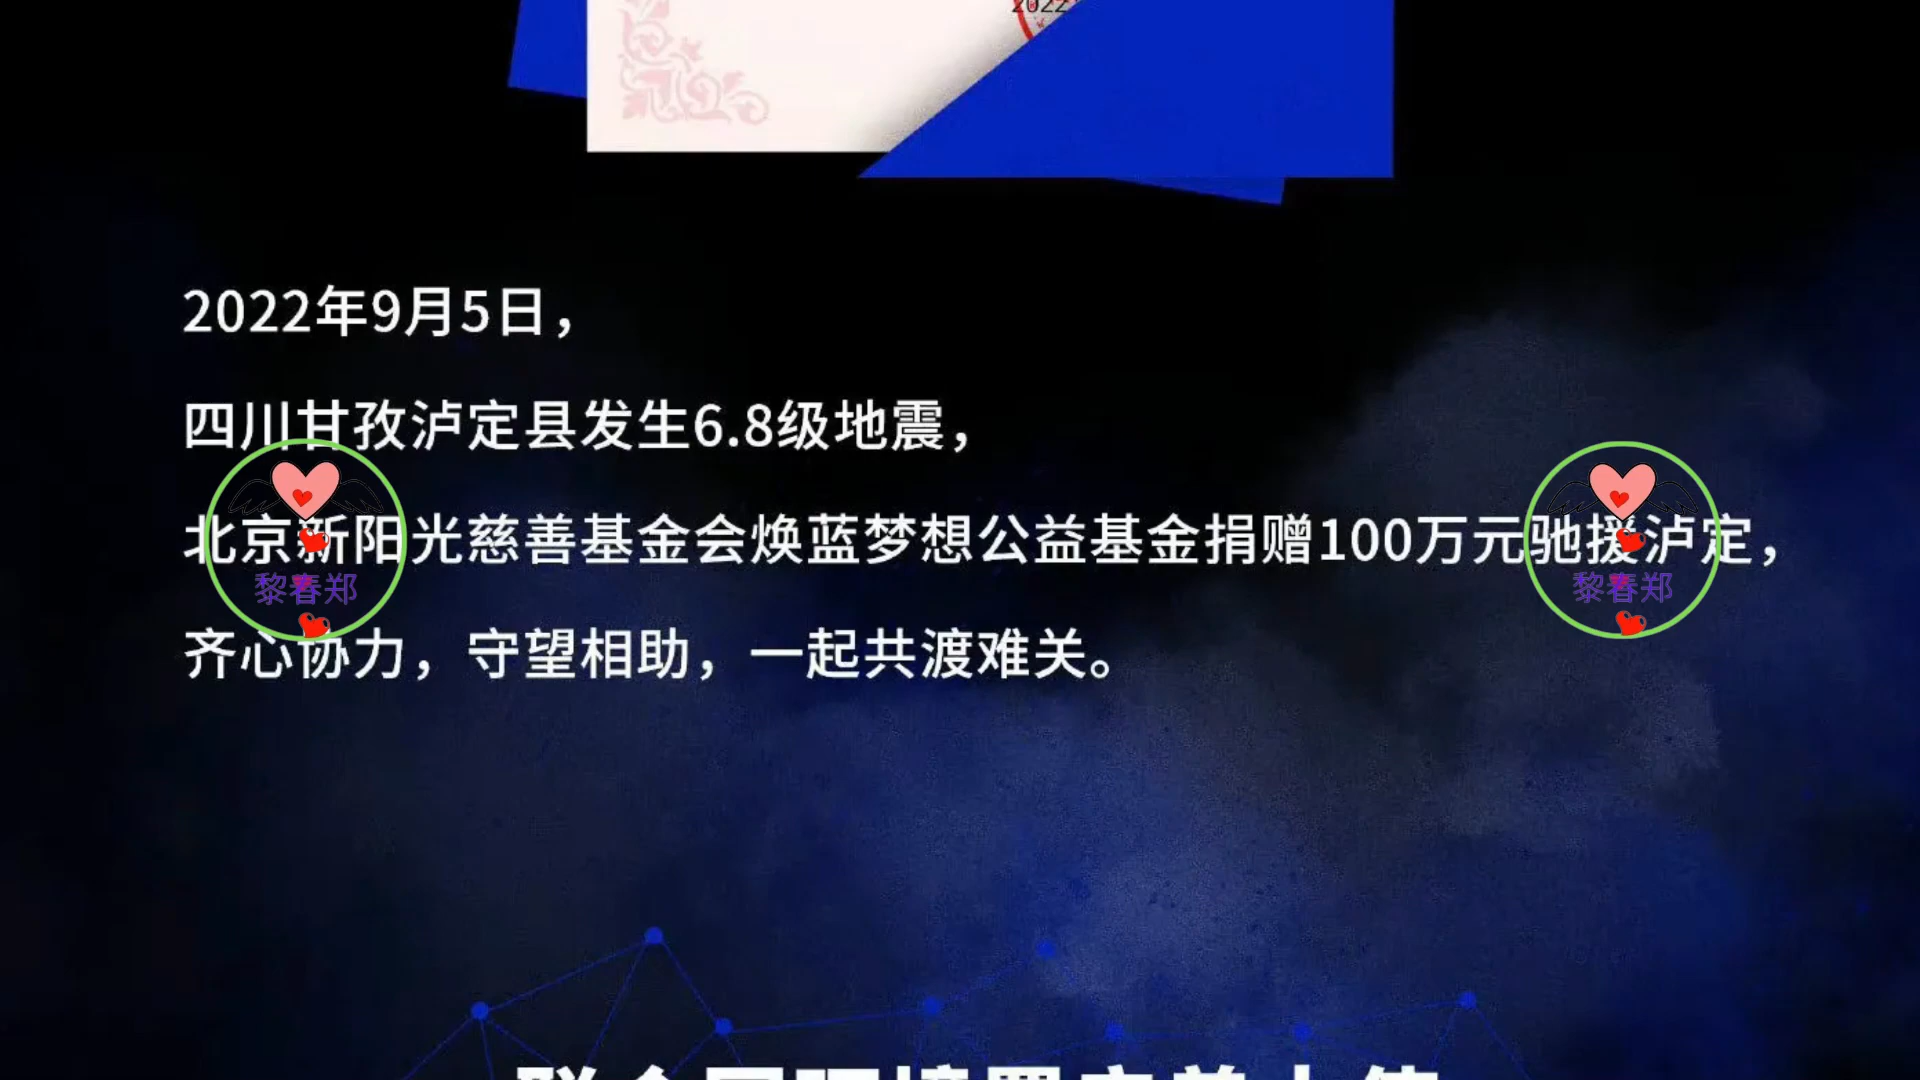 2022
2022年9月5日，
四川甘孜泸定县发生6.8级地震，
北京新阳光慈善基金会焕蓝梦想公益基金捐赠100万元驰援泸定，
黎春郑
黎春郑
齐心协力，守望相助，一起共渡难关。